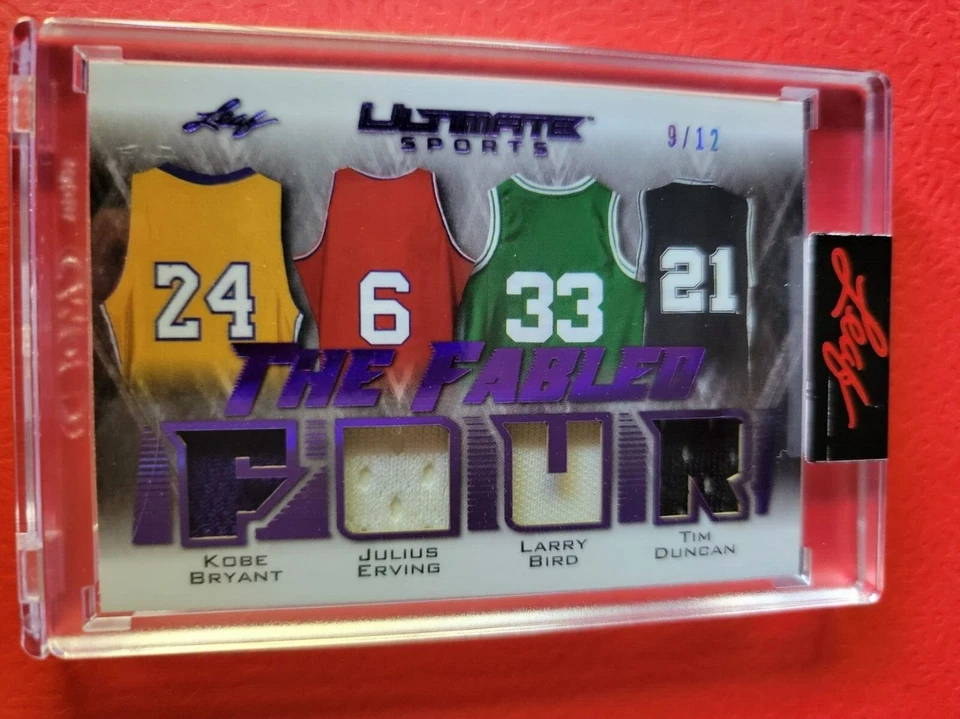 Leaf
ULTIMATE™
SPORTS
9/12
24
6
33
21
THE FABLED
FOUR
KOBE
BRYANT
JULIUS
ERVING
LARRY
BIRD
TIM
DUNCAN
Leaf